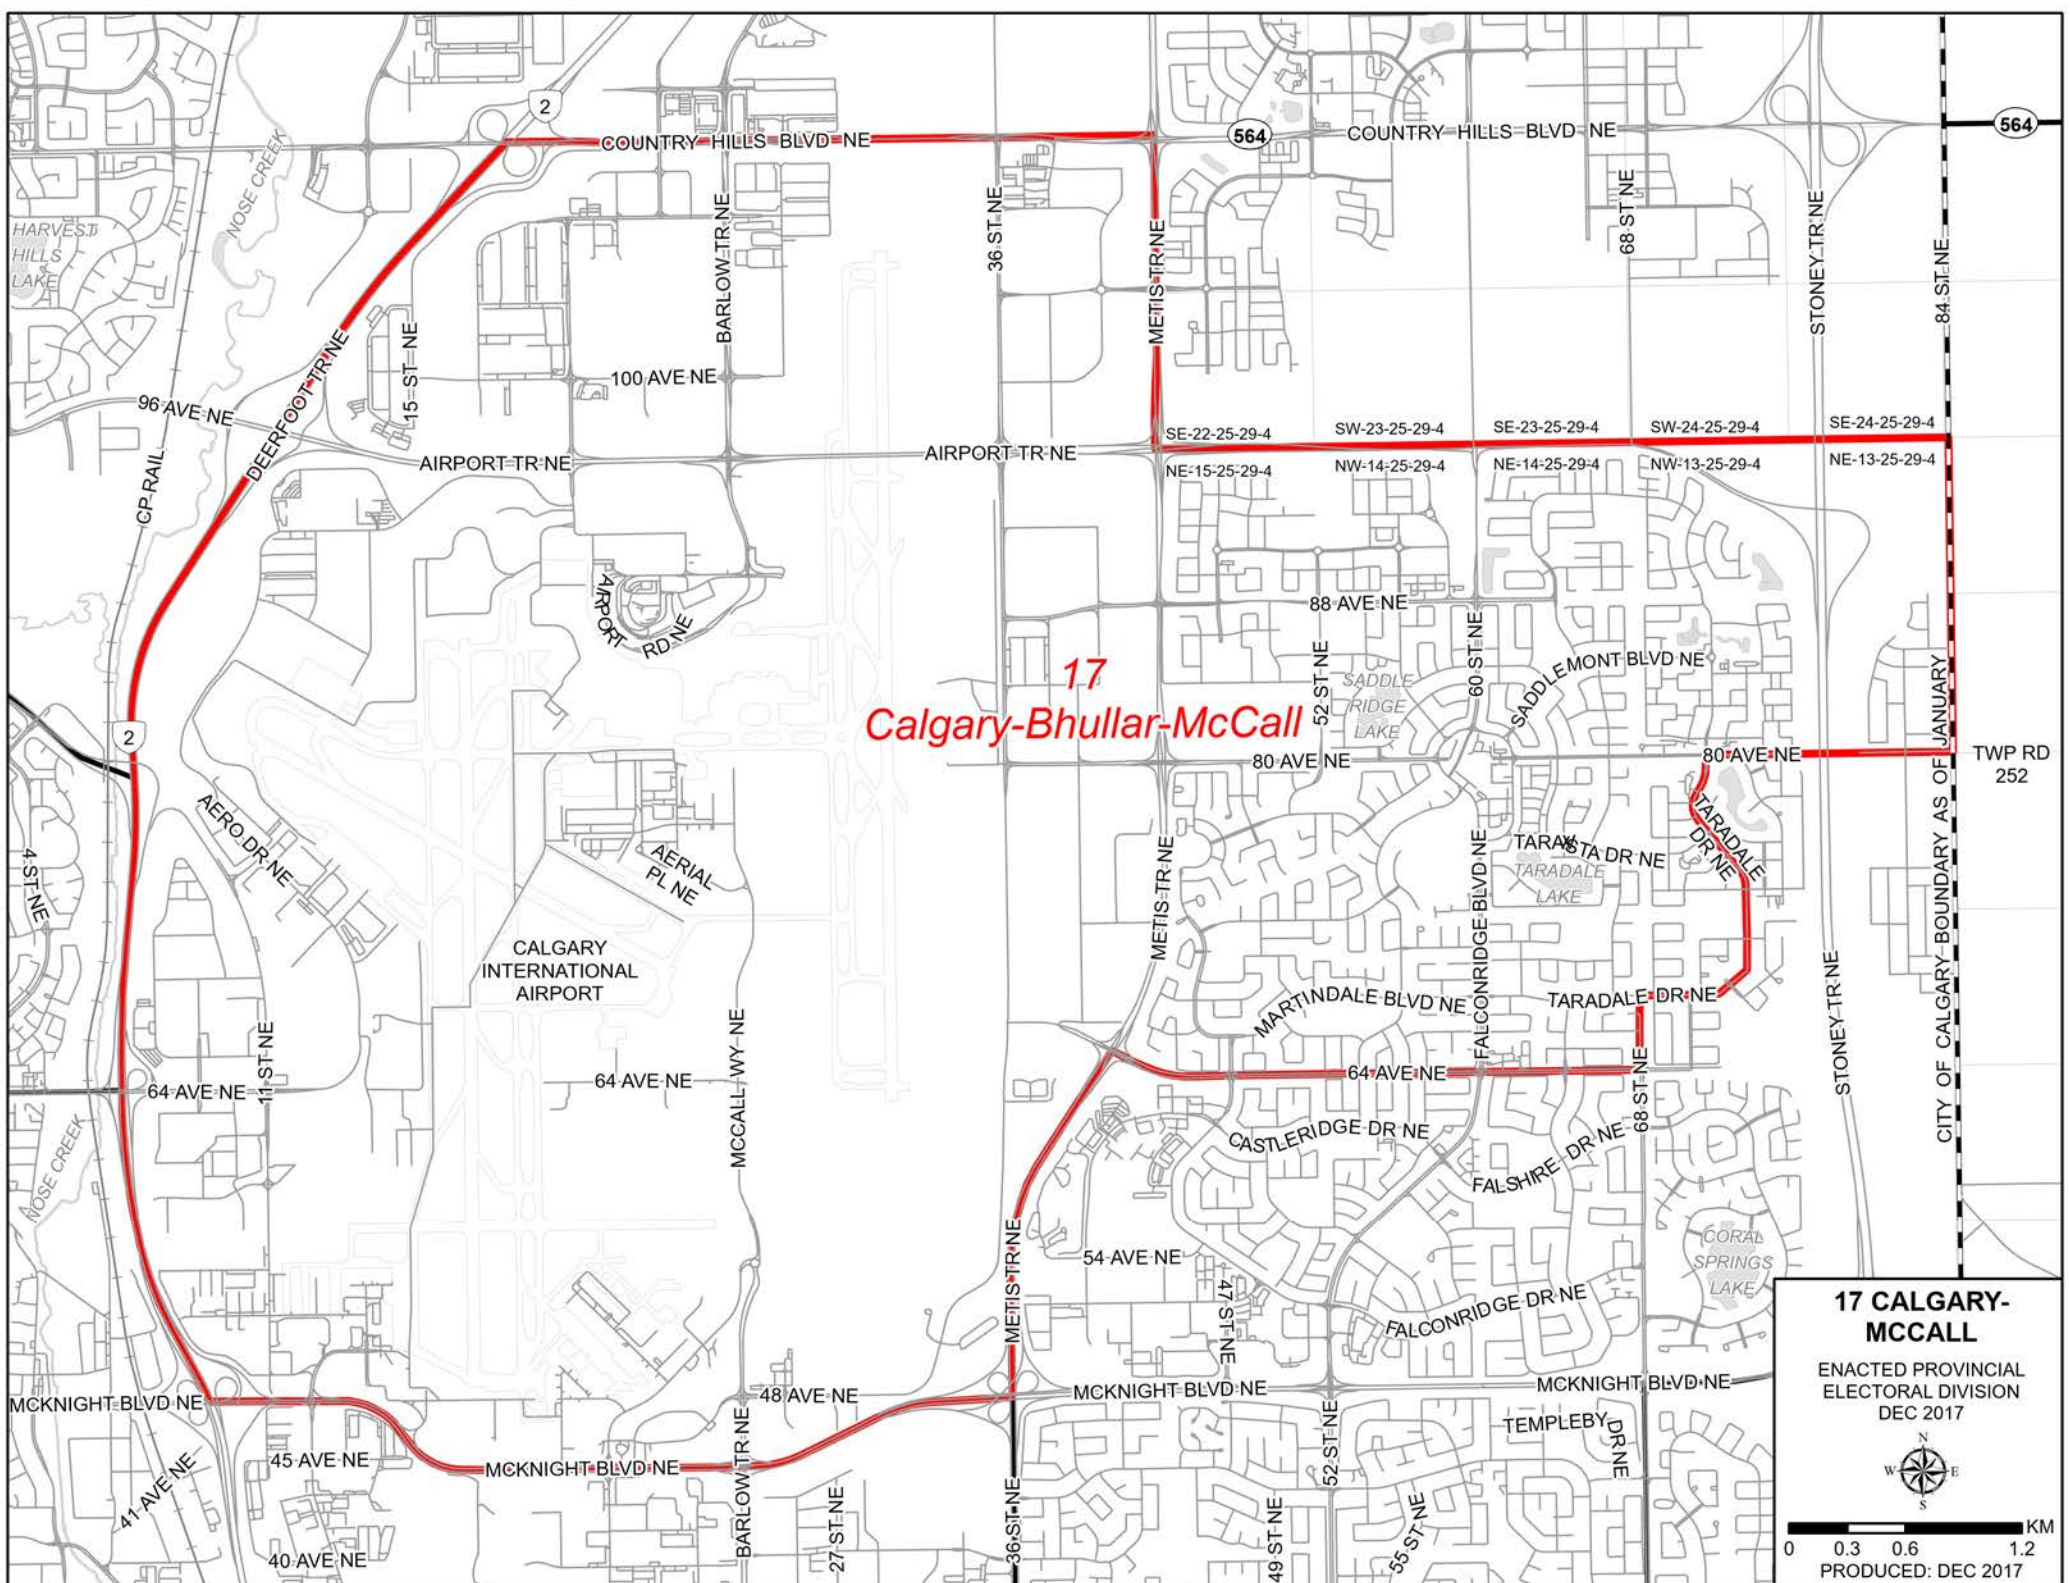 2
COUNTRY HILLS BLVD NE
564
COUNTRY HILLS BLVD NE
564
NOSE CREEK
HARVEST
HILLS
LAKE
36 ST NE
BARLOW TR NE
METIS TR NE
68 ST NE
STONEY TR NE
84 ST NE
DEERFOOT TR NE
15 ST NE
100 AVE NE
96 AVE NE
CP RAIL
AIRPORT TR NE
AIRPORT TR NE
SE-22-25-29-4
SW-23-25-29-4
SE-23-25-29-4
SW-24-25-29-4
SE-24-25-29-4
NE-15-25-29-4
NW-14-25-29-4
NE-14-25-29-4
NW-13-25-29-4
NE-13-25-29-4
AIRPORT RD NE
88 AVE NE
52 ST NE
60 ST NE
SADDLEMONT BLVD NE
SADDLE
RIDGE
LAKE
17
Calgary-Bhullar-McCall
2
80 AVE NE
80 AVE NE
TWP RD
252
CITY OF CALGARY BOUNDARY AS OF JANUARY
AERO DR NE
AERIAL
PL NE
4 ST NE
METIS TR NE
FALCONRIDGE BLVD NE
TARAVISTA DR NE
TARADALE
LAKE
TARADALE
DR NE
CALGARY
INTERNATIONAL
AIRPORT
MARTINDALE BLVD NE
TARADALE DR NE
STONEY TR NE
MCCALL WY NE
11 ST NE
64 AVE NE
64 AVE NE
64 AVE NE
68 ST NE
NOSE CREEK
CASTLERIDGE DR NE
FALSHIRE DR NE
CORAL
SPRINGS
LAKE
54 AVE NE
METIS TR NE
47 ST NE
FALCONRIDGE DR NE
MCKNIGHT BLVD NE
48 AVE NE
MCKNIGHT BLVD NE
MCKNIGHT BLVD NE
TEMPLEBY DR NE
45 AVE NE
MCKNIGHT BLVD NE
41 AVE NE
BARLOW TR NE
27 ST NE
36 ST NE
49 ST NE
52 ST NE
55 ST NE
40 AVE NE
17 CALGARY-
MCCALL
ENACTED PROVINCIAL
ELECTORAL DIVISION
DEC 2017
N
W E
S
KM
0 0.3 0.6 1.2
PRODUCED: DEC 2017